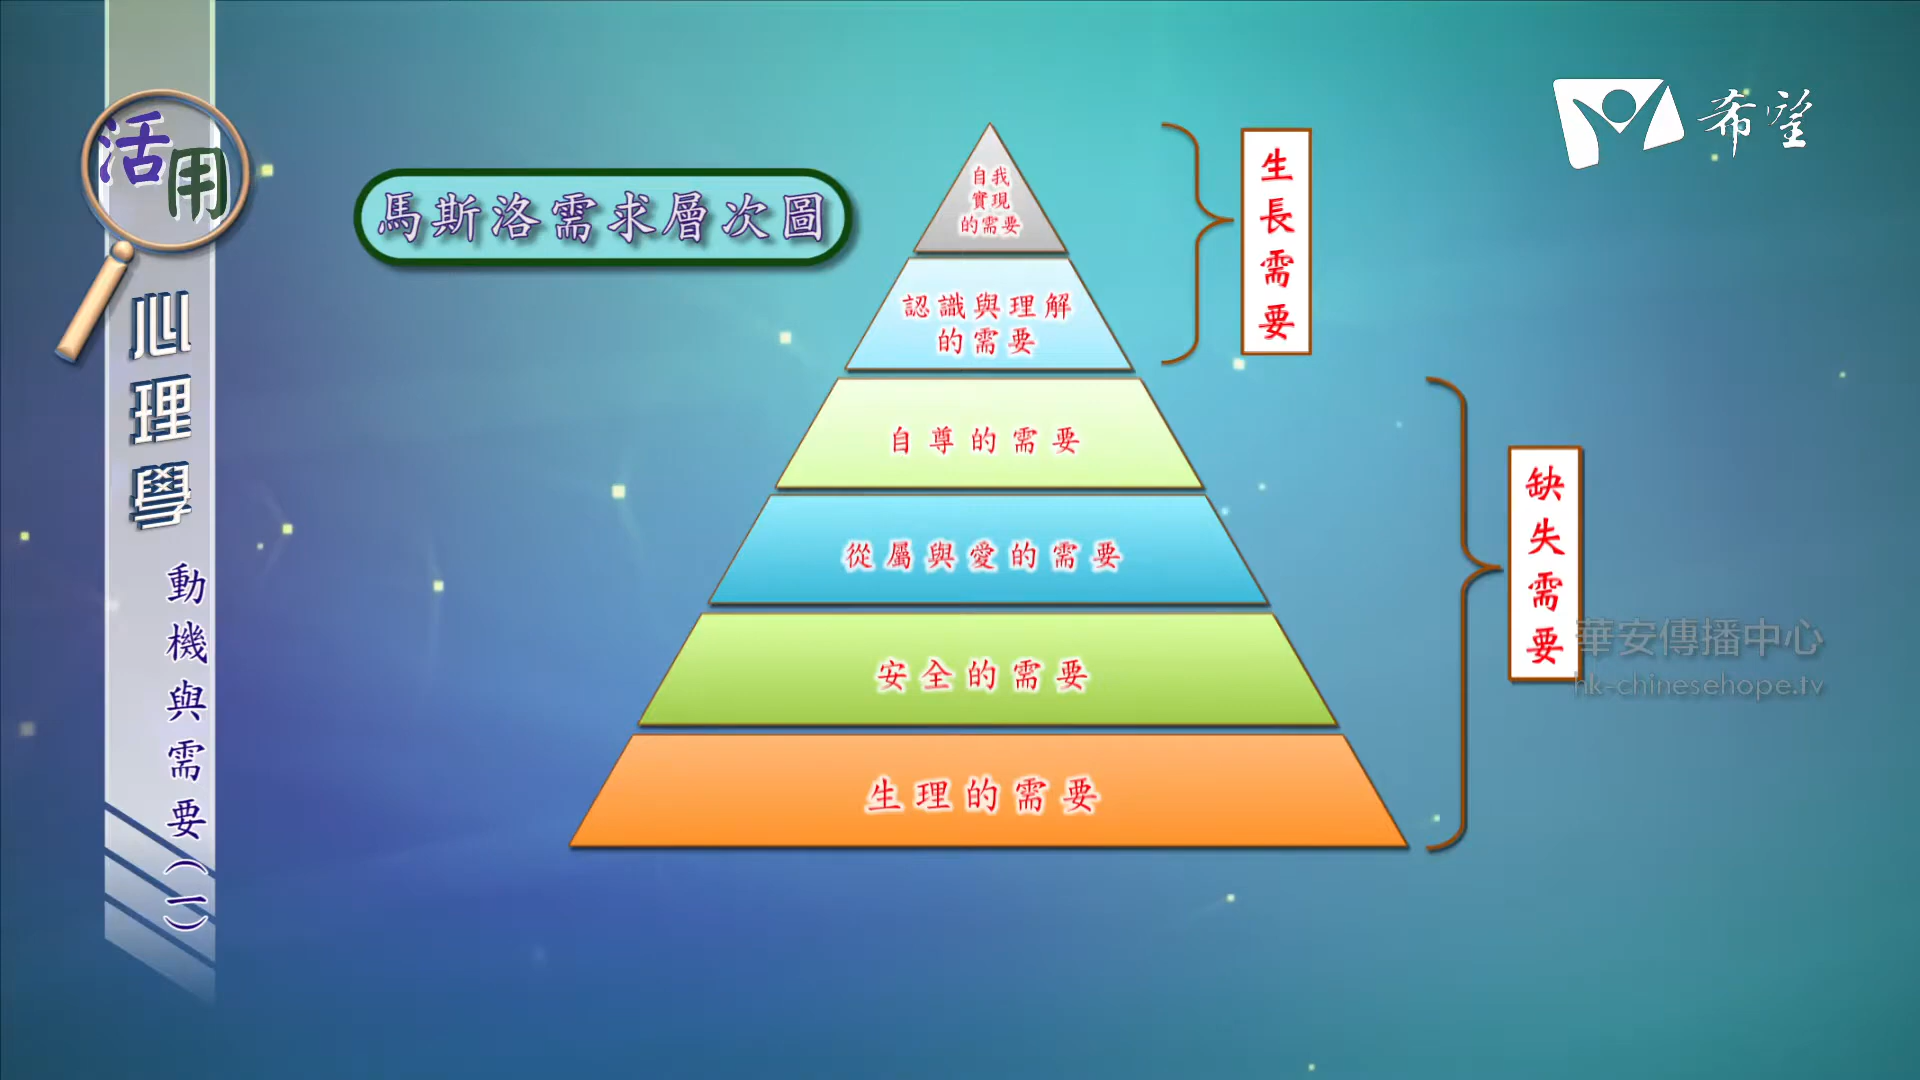 活用
心理學
動機與需要(一)
馬斯洛需求層次圖
自我
實現
的需要
認識與理解
的需要
自尊的需要
從屬與愛的需要
安全的需要
生理的需要
生長需要
缺失需要
希望
華安傳播中心
hk-chinesehope.tv